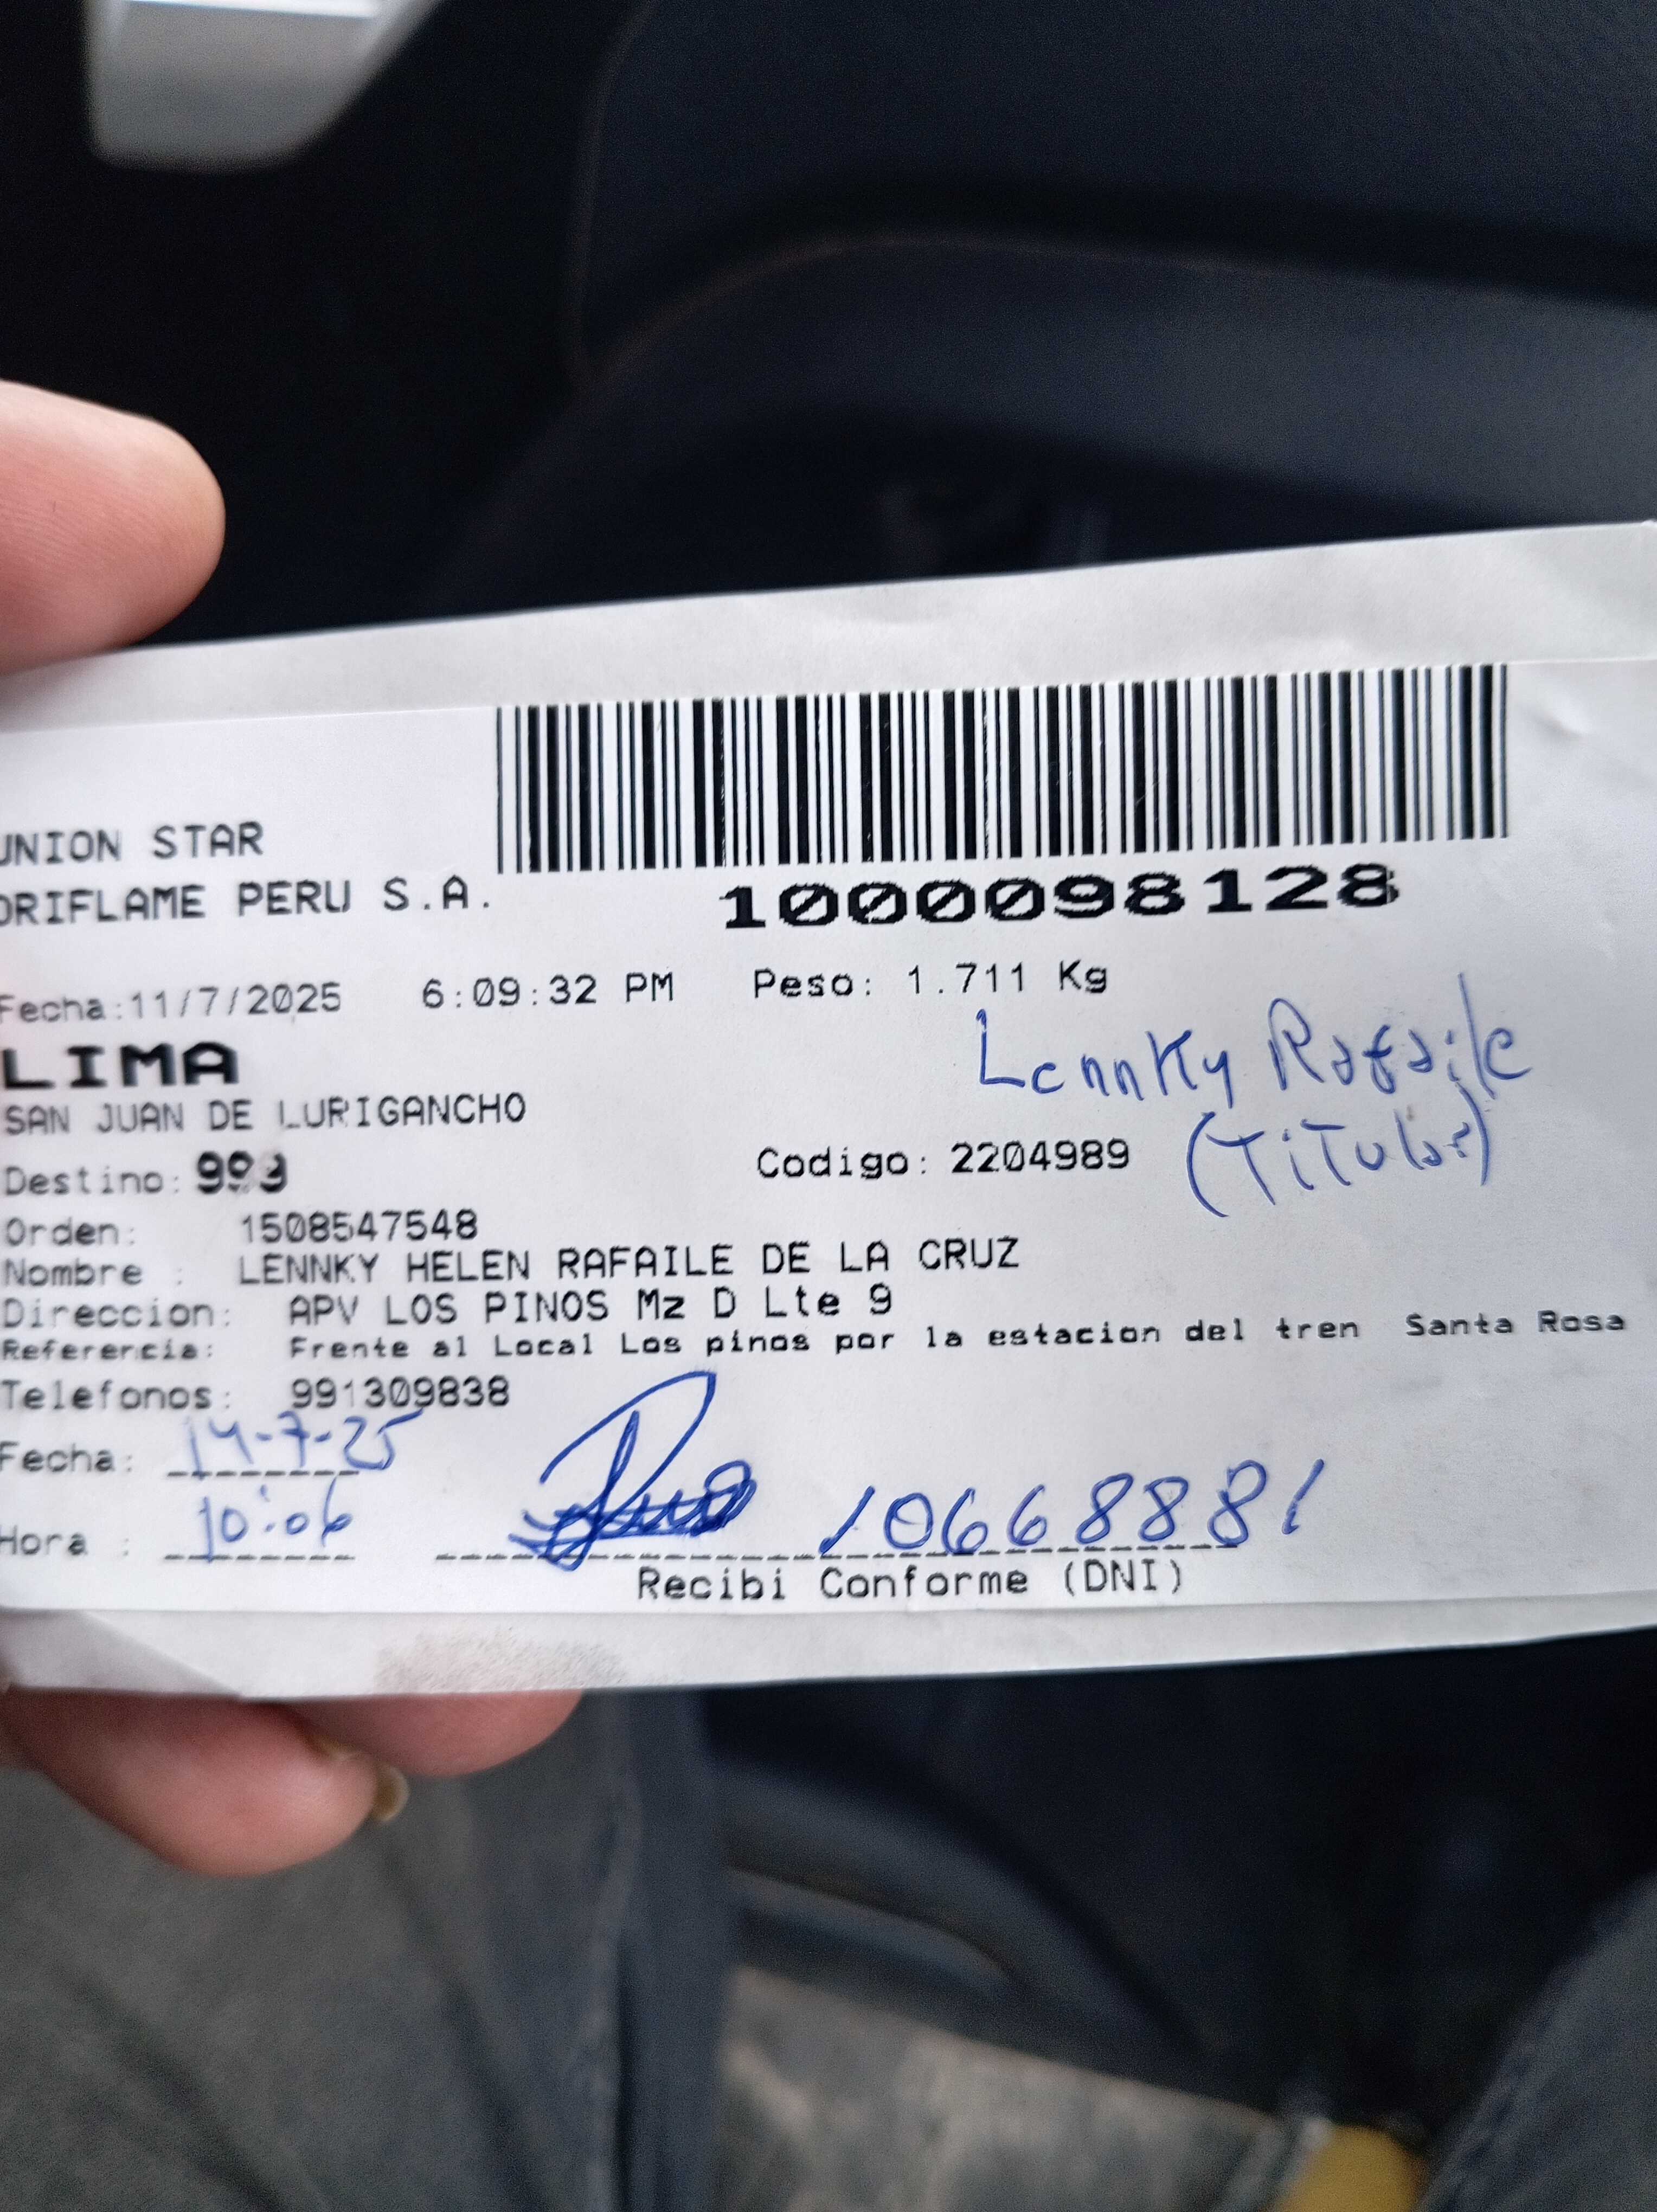 UNION STAR
ORIFLAME PERU S.A.
1000098128
Fecha:11/7/2025 6:09:32 PM Peso: 1.711 Kg
LIMA
Lennky Rafaile
SAN JUAN DE LURIGANCHO
(Titular)
Destino: 999 Codigo: 2204989
Orden: 1508547548
Nombre : LENNKY HELEN RAFAILE DE LA CRUZ
Direccion: APV LOS PINOS Mz D Lte 9
Referencia: Frente al Local Los pinos por la estacion del tren Santa Rosa
Telefonos: 991309838
Fecha: 14-7-25
Hora : 10:06 10668881
Recibi Conforme (DNI)